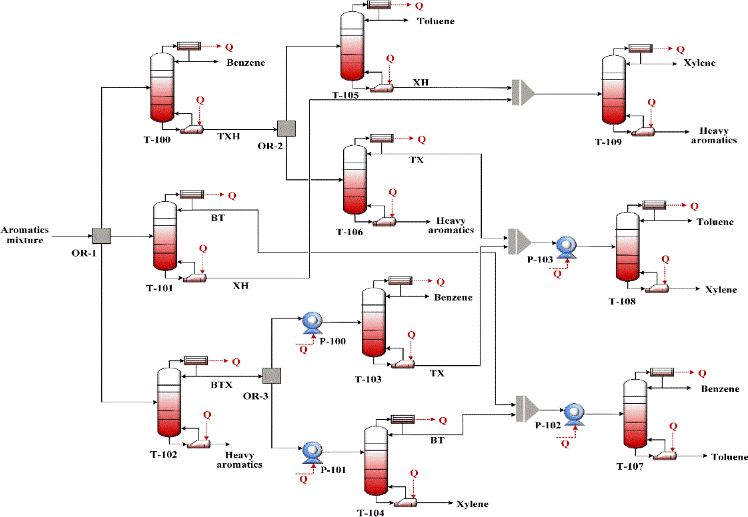 Q
Toluene
Q
T-105
XH
Q
Benzene
Q
T-100
TXH
OR-2
Q
Xylene
Q
T-109
Heavy
aromatics
Q
TX
Q
T-106
Heavy
aromatics
Aromatics
mixture
OR-1
Q
BT
Q
T-101
XH
P-103
Q
Q
Toluene
Q
T-108
Xylene
Q
Benzene
P-100
Q
Q
T-103
TX
Q
BTX
OR-3
Q
T-102
Heavy
aromatics
Q
BT
P-101
Q
Q
T-104
Xylene
P-102
Q
Q
Benzene
Q
T-107
Toluene